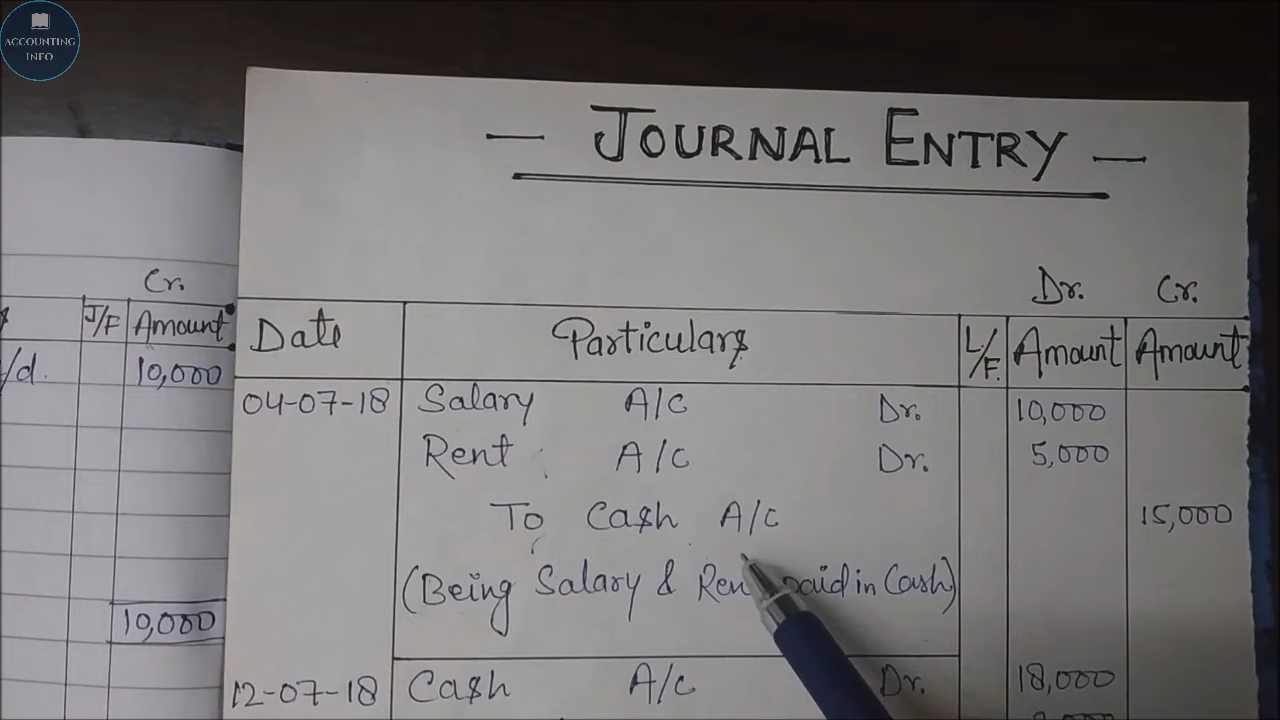 ACCOUNTING
INFO
— JOURNAL ENTRY —
Cr.
J/F Amount
/d. 10,000
10,000
Dr. Cr.
Date Particulars L/F. Amount Amount
04-07-18 Salary A/C Dr. 10,000
Rent A/C Dr. 5,000
To Cash A/C 15,000
(Being Salary & Ren paid in Cash)
12-07-18 Cash A/C Dr. 18,000